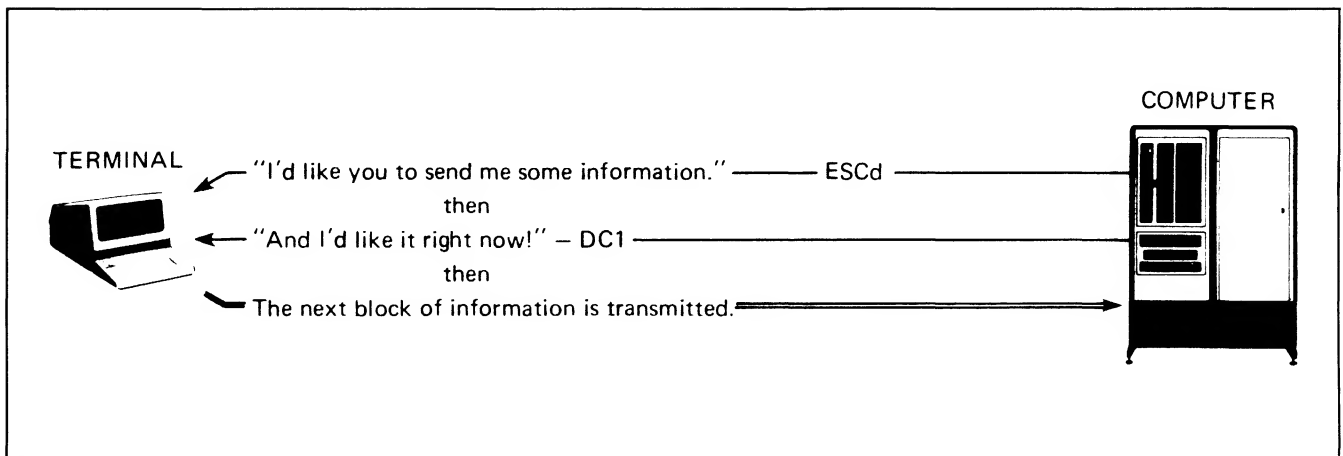 COMPUTER
TERMINAL
"I'd like you to send me some information." ESCd
then
"And I'd like it right now!" – DC1
then
The next block of information is transmitted.